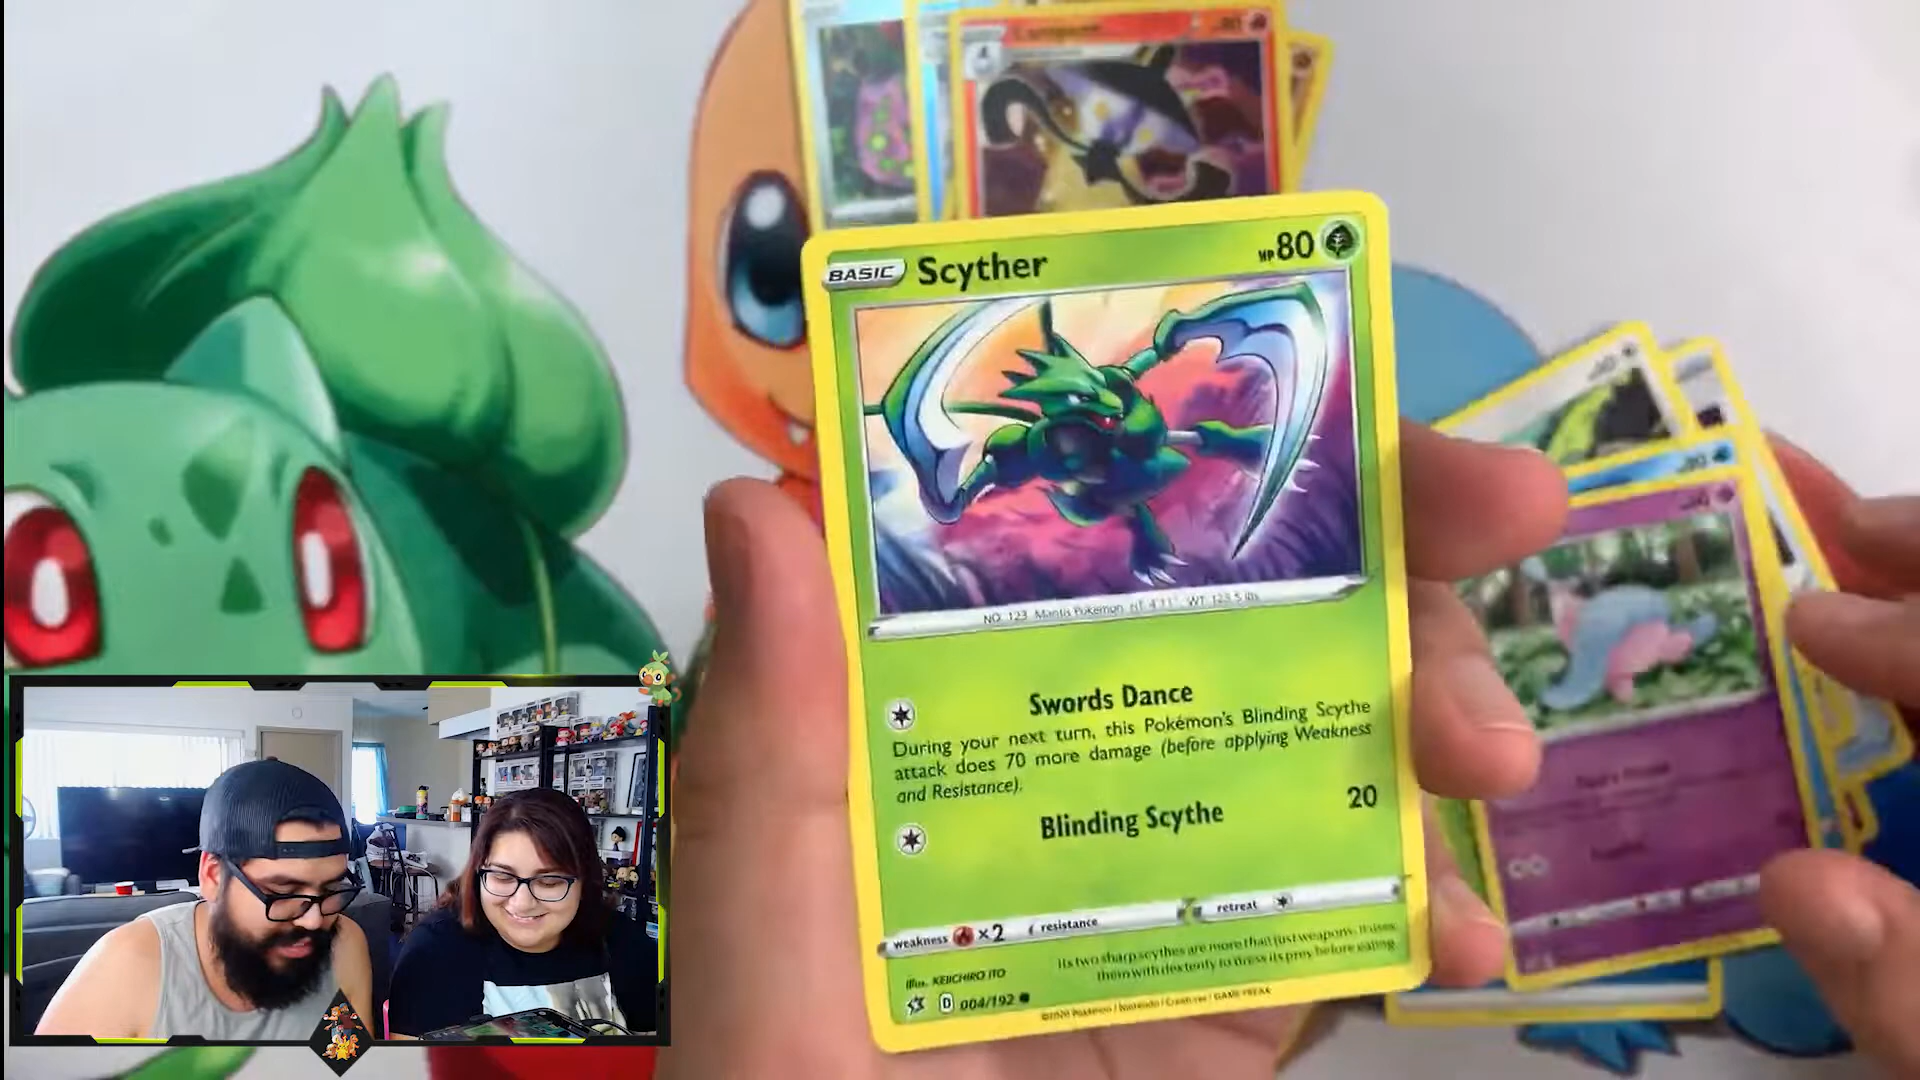 BASIC Scyther HP 80
NO. 123 Mantis Pokémon HT: 4'11" WT: 123.5 lbs.
Swords Dance
During your next turn, this Pokémon's Blinding Scythe
attack does 70 more damage (before applying Weakness
and Resistance).
Blinding Scythe 20
weakness ×2 resistance retreat
Its two sharp scythes are more than just weapons. It uses
them with dexterity to dress its prey before eating.
Illus. KEIICHIRO ITO
D 004/192
©2020 Pokémon / Nintendo / Creatures / GAME FREAK